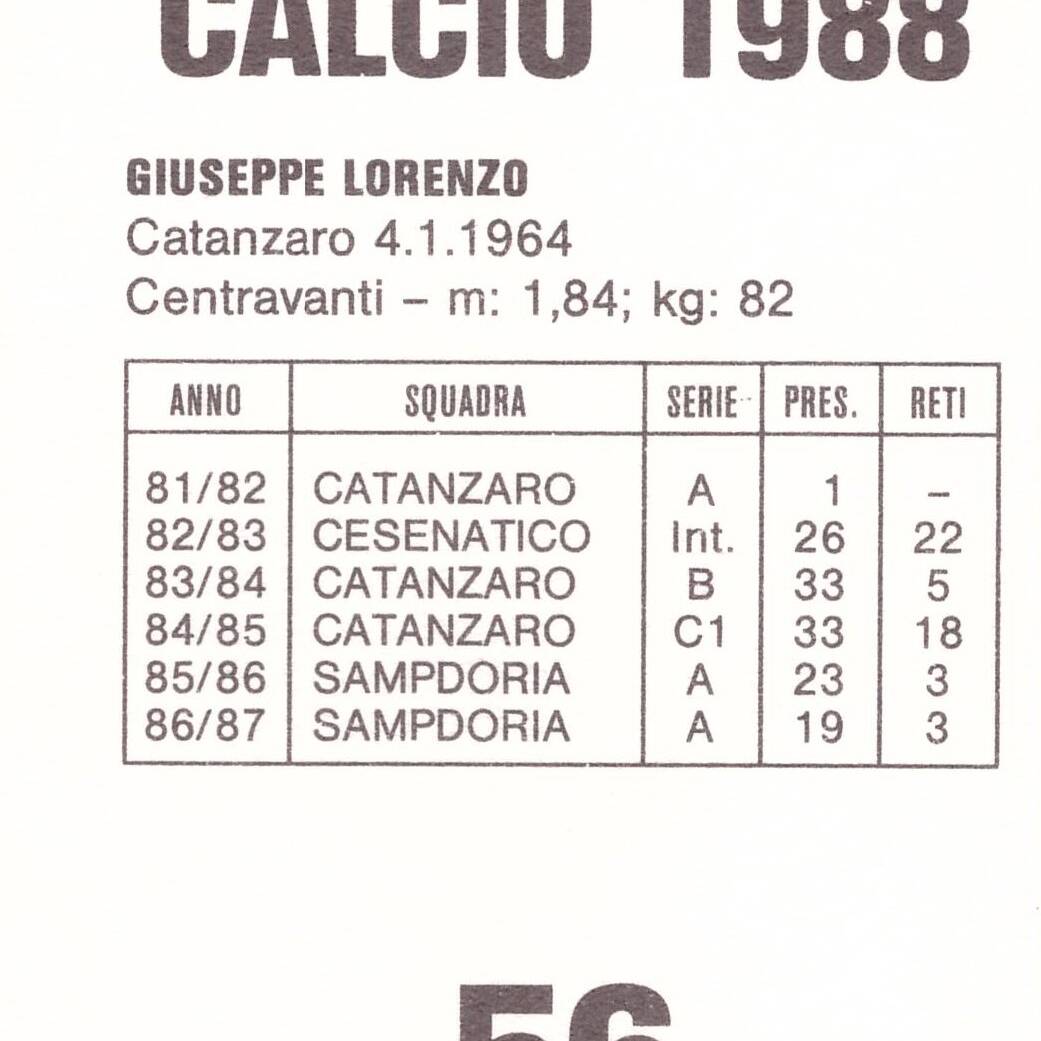 CALCIO 1988
GIUSEPPE LORENZO
Catanzaro 4.1.1964
Centravanti – m: 1,84; kg: 82
ANNO SQUADRA SERIE PRES. RETI
81/82 CATANZARO A 1 –
82/83 CESENATICO Int. 26 22
83/84 CATANZARO B 33 5
84/85 CATANZARO C1 33 18
85/86 SAMPDORIA A 23 3
86/87 SAMPDORIA A 19 3
56